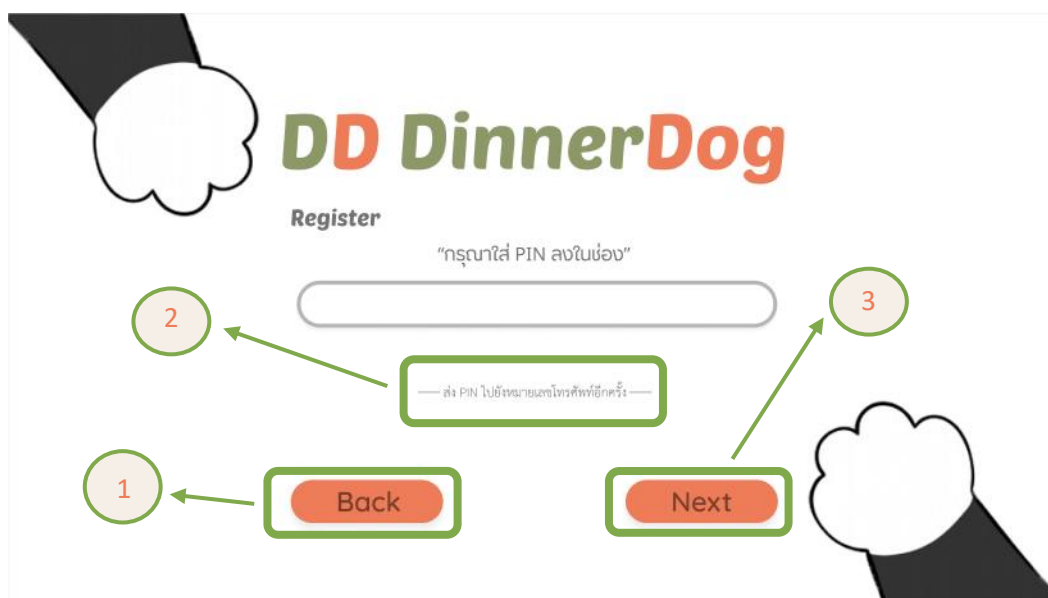 DD DinnerDog
Register
"กรุณาใส่ PIN ลงในช่อง"
2
3
ส่ง PIN ไปยังหมายเลขโทรศัพท์อีกครั้ง
1
Back
Next